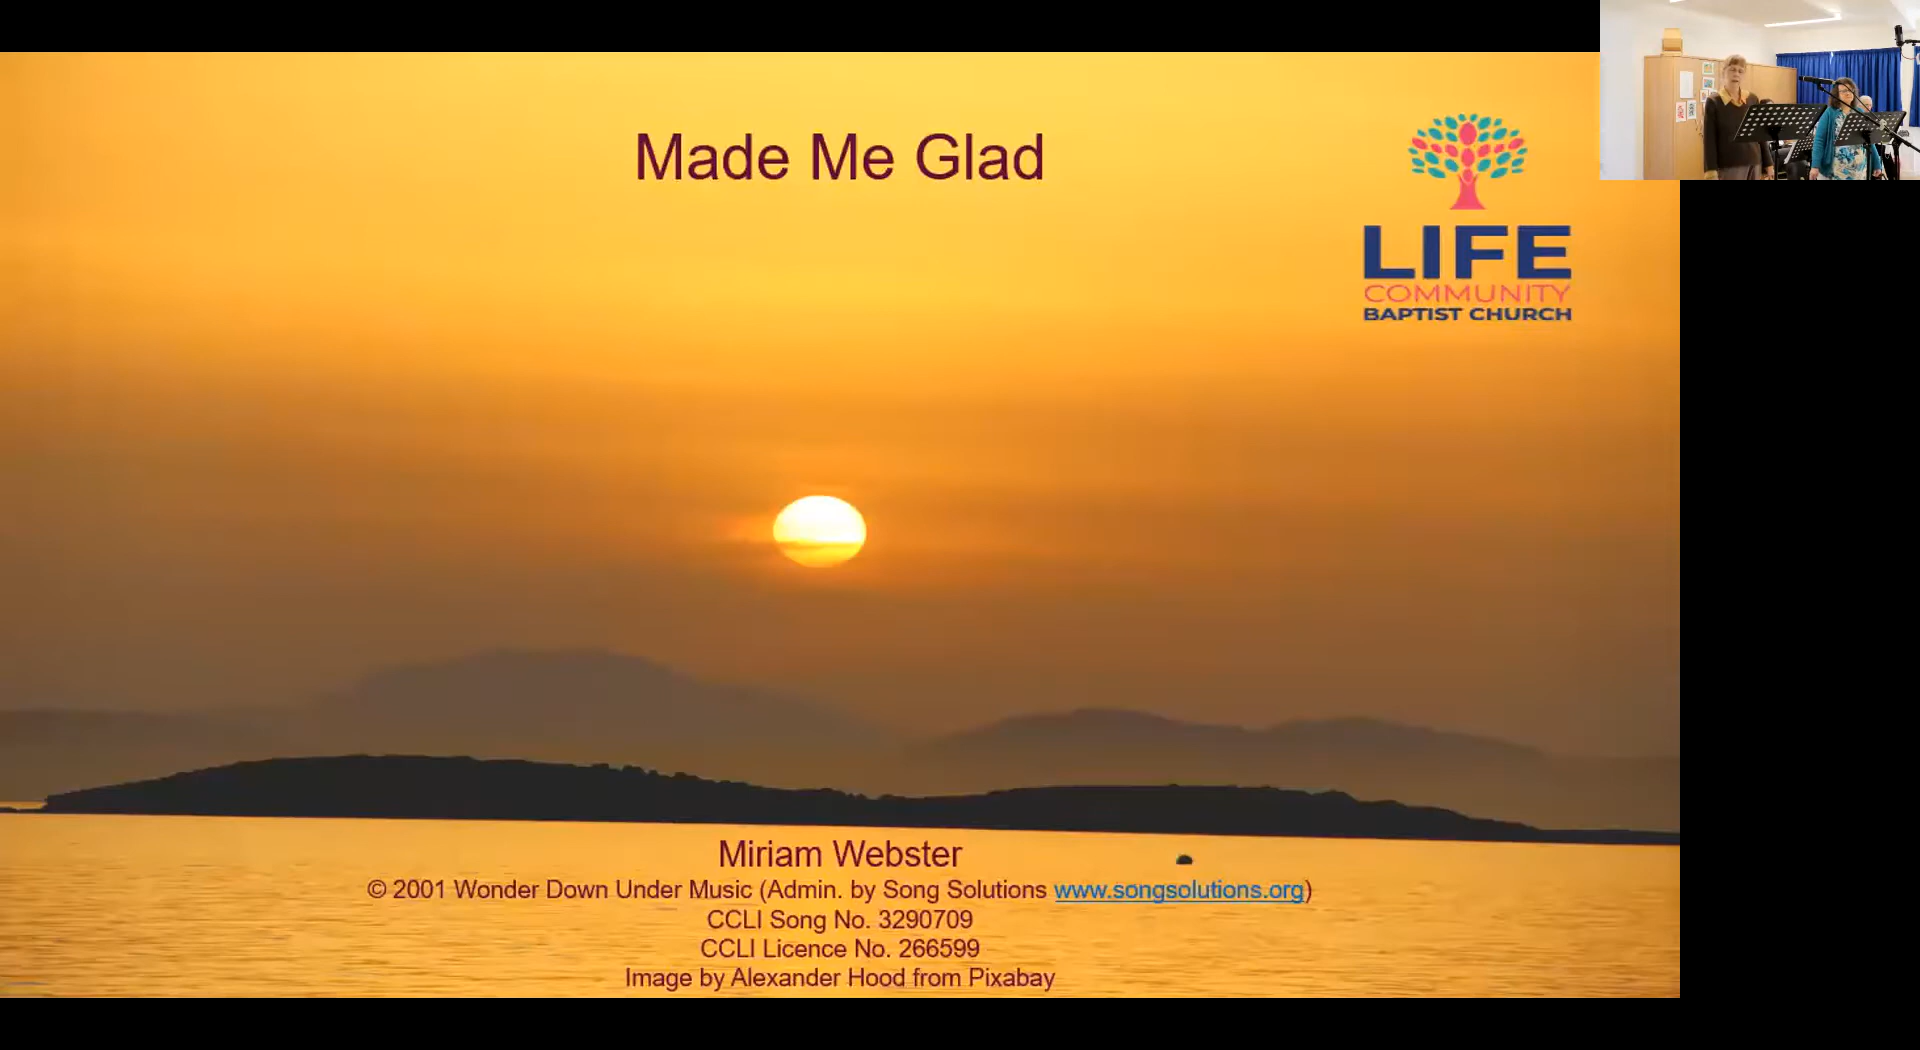 Made Me Glad
LIFE
COMMUNITY
BAPTIST CHURCH
Miriam Webster
© 2001 Wonder Down Under Music (Admin. by Song Solutions www.songsolutions.org)
CCLI Song No. 3290709
CCLI Licence No. 266599
Image by Alexander Hood from Pixabay